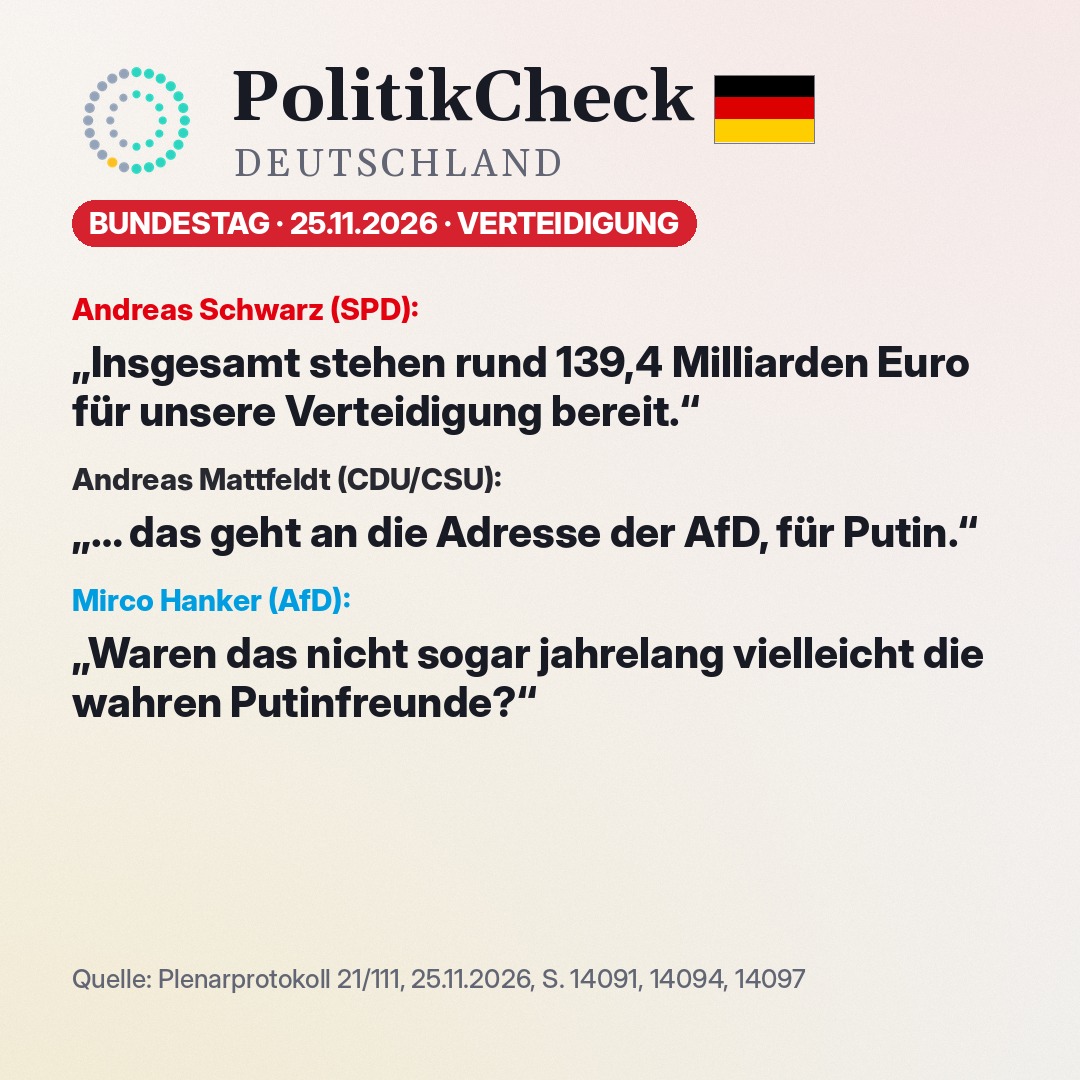 PolitikCheck
DEUTSCHLAND
BUNDESTAG · 25.11.2026 · VERTEIDIGUNG
Andreas Schwarz (SPD):
„Insgesamt stehen rund 139,4 Milliarden Euro
für unsere Verteidigung bereit.“
Andreas Mattfeldt (CDU/CSU):
„... das geht an die Adresse der AfD, für Putin.“
Mirco Hanker (AfD):
„Waren das nicht sogar jahrelang vielleicht die
wahren Putinfreunde?“
Quelle: Plenarprotokoll 21/111, 25.11.2026, S. 14091, 14094, 14097